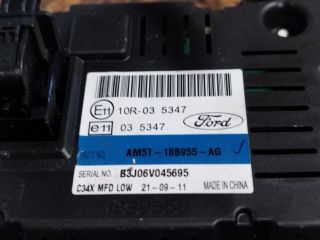 E11 10R-03 5347
e11 03 5347
Ford
PART NO. AM5T-18B955-AG
SERIAL NO. B3J06V045695
C34X MFD LOW 21-09-11 MADE IN CHINA